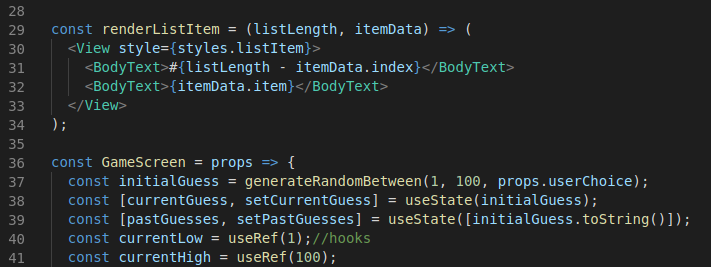 28
29 const renderListItem = (listLength, itemData) => (
30   <View style={styles.listItem}>
31     <BodyText>#{listLength - itemData.index}</BodyText>
32     <BodyText>{itemData.item}</BodyText>
33   </View>
34 );
35
36 const GameScreen = props => {
37   const initialGuess = generateRandomBetween(1, 100, props.userChoice);
38   const [currentGuess, setCurrentGuess] = useState(initialGuess);
39   const [pastGuesses, setPastGuesses] = useState([initialGuess.toString()]);
40   const currentLow = useRef(1);//hooks
41   const currentHigh = useRef(100);